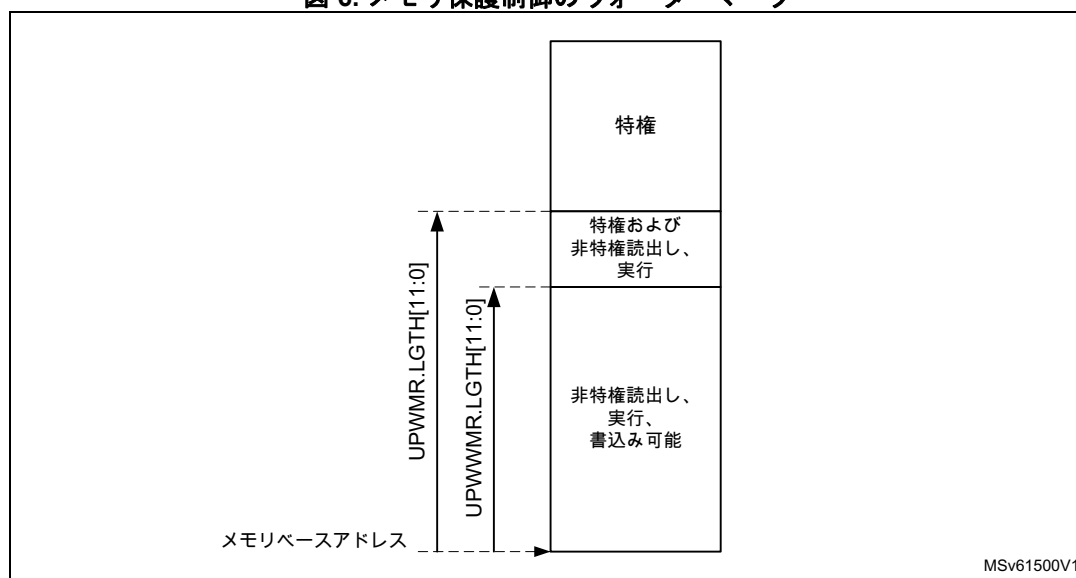 特権
特権および
非特権読出し、
実行
UPWMR.LGTH[11:0]
UPWWMR.LGTH[11:0]
非特権読出し、
実行、
書込み可能
メモリベースアドレス
MSv61500V1